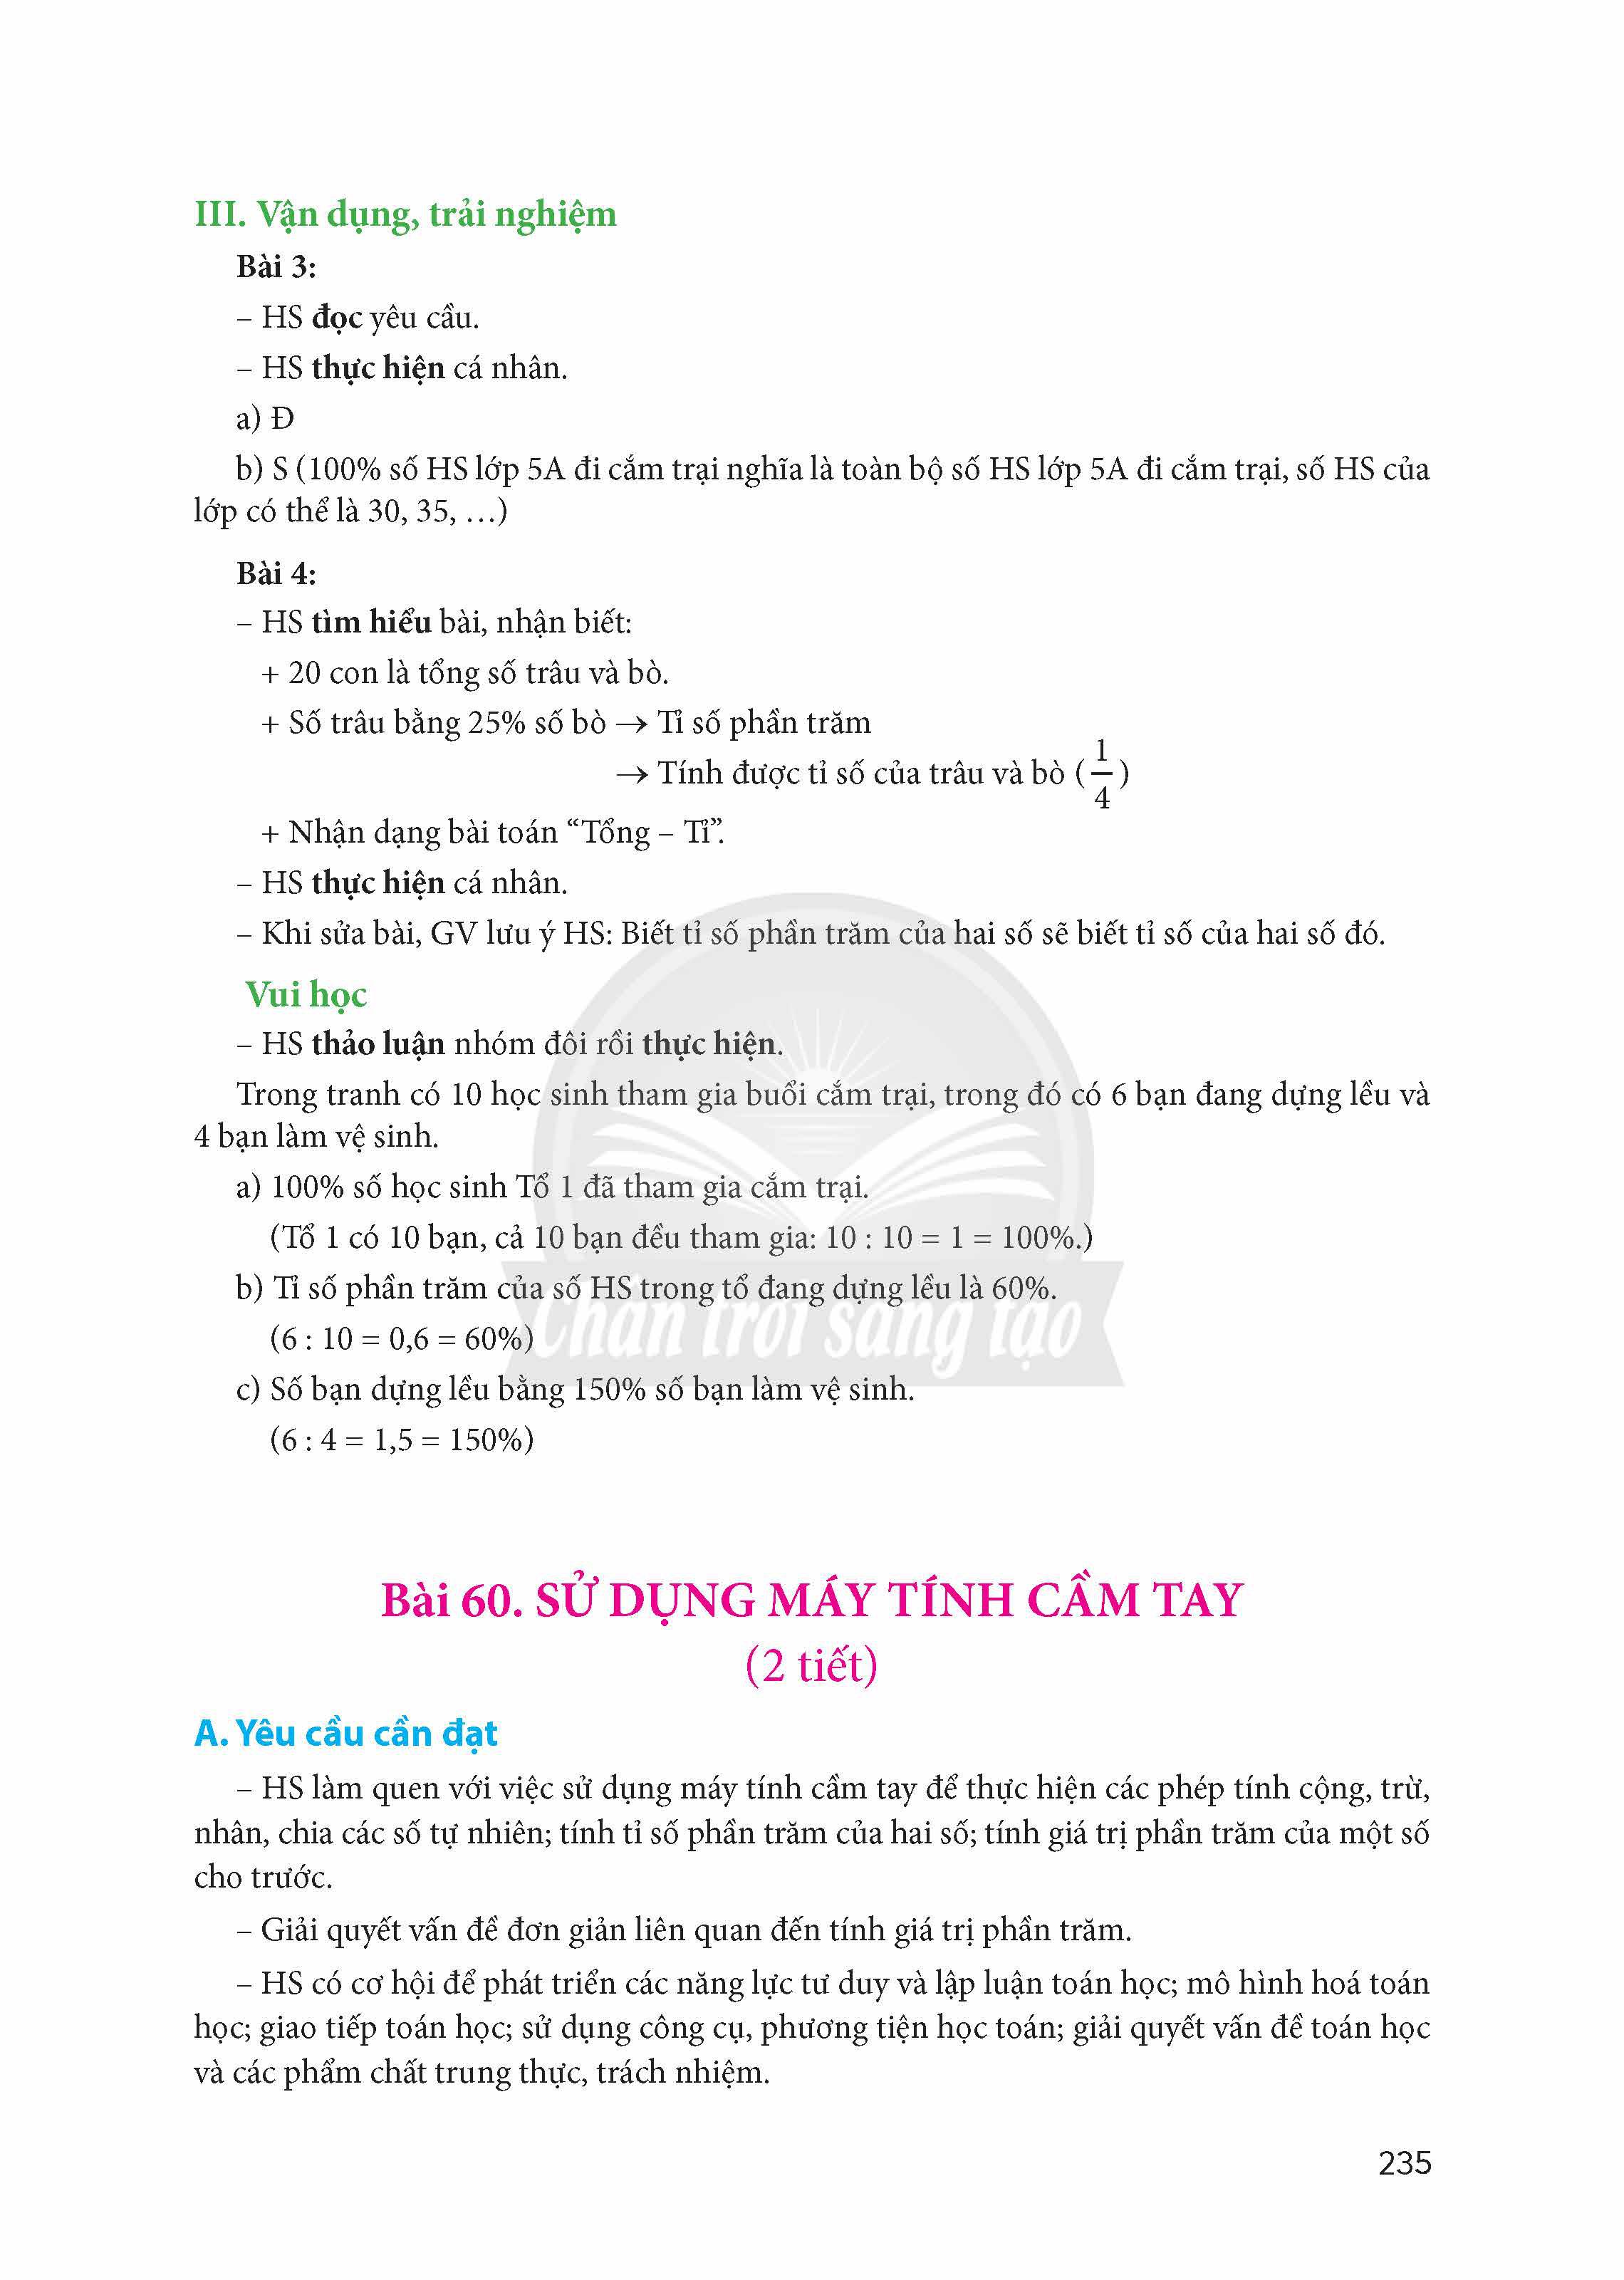 III. Vận dụng, trải nghiệm
Bài 3:
– HS đọc yêu cầu.
– HS thực hiện cá nhân.
a) Đ
b) S (100% số HS lớp 5A đi cắm trại nghĩa là toàn bộ số HS lớp 5A đi cắm trại, số HS của
lớp có thể là 30, 35, …)
Bài 4:
– HS tìm hiểu bài, nhận biết:
+ 20 con là tổng số trâu và bò.
+ Số trâu bằng 25% số bò → Tỉ số phần trăm
→ Tính được tỉ số của trâu và bò (1/4)
+ Nhận dạng bài toán “Tổng – Tỉ”.
– HS thực hiện cá nhân.
– Khi sửa bài, GV lưu ý HS: Biết tỉ số phần trăm của hai số sẽ biết tỉ số của hai số đó.
Vui học
– HS thảo luận nhóm đôi rồi thực hiện.
Trong tranh có 10 học sinh tham gia buổi cắm trại, trong đó có 6 bạn đang dựng lều và
4 bạn làm vệ sinh.
a) 100% số học sinh Tổ 1 đã tham gia cắm trại.
(Tổ 1 có 10 bạn, cả 10 bạn đều tham gia: 10 : 10 = 1 = 100%.)
b) Tỉ số phần trăm của số HS trong tổ đang dựng lều là 60%.
(6 : 10 = 0,6 = 60%)
Chân trời sáng tạo
c) Số bạn dựng lều bằng 150% số bạn làm vệ sinh.
(6 : 4 = 1,5 = 150%)
Bài 60. SỬ DỤNG MÁY TÍNH CẦM TAY
(2 tiết)
A. Yêu cầu cần đạt
– HS làm quen với việc sử dụng máy tính cầm tay để thực hiện các phép tính cộng, trừ,
nhân, chia các số tự nhiên; tính tỉ số phần trăm của hai số; tính giá trị phần trăm của một số
cho trước.
– Giải quyết vấn đề đơn giản liên quan đến tính giá trị phần trăm.
– HS có cơ hội để phát triển các năng lực tư duy và lập luận toán học; mô hình hoá toán
học; giao tiếp toán học; sử dụng công cụ, phương tiện học toán; giải quyết vấn đề toán học
và các phẩm chất trung thực, trách nhiệm.
235